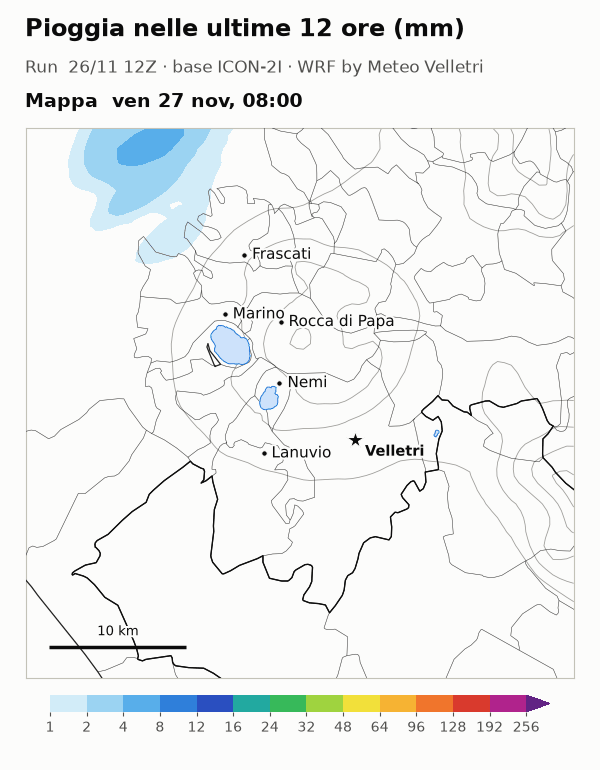 Pioggia nelle ultime 12 ore (mm)
Run  26/11 12Z · base ICON-2I · WRF by Meteo Velletri
Mappa  ven 27 nov, 08:00
Frascati
Marino
Rocca di Papa
Nemi
Velletri
Lanuvio
10 km
1 2 4 8 12 16 24 32 48 64 96 128 192 256